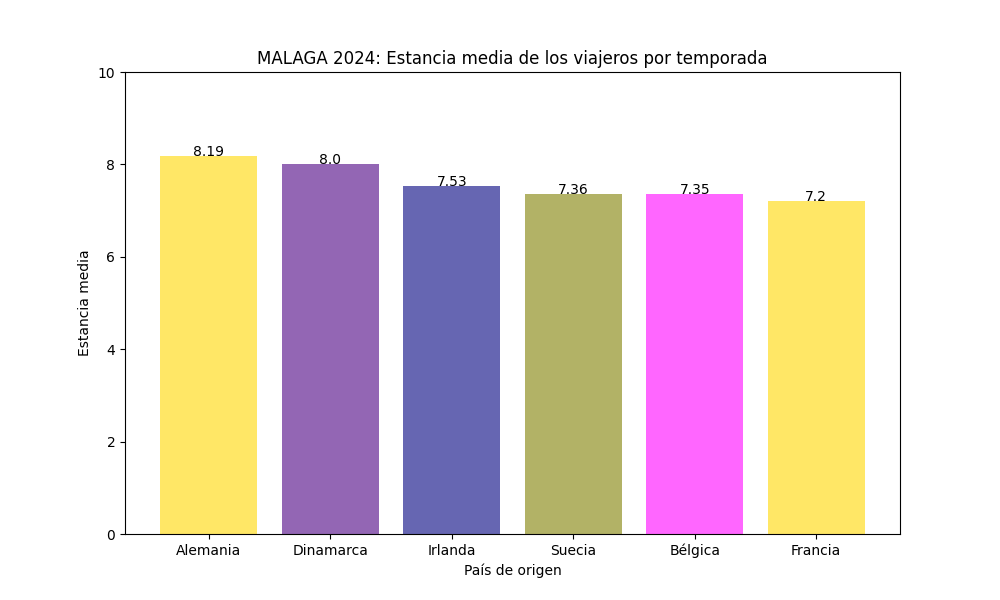 MALAGA 2024: Estancia media de los viajeros por temporada
Estancia media
10
8
6
4
2
0
8.19
8.0
7.53
7.36
7.35
7.2
Alemania
Dinamarca
Irlanda
Suecia
Bélgica
Francia
País de origen